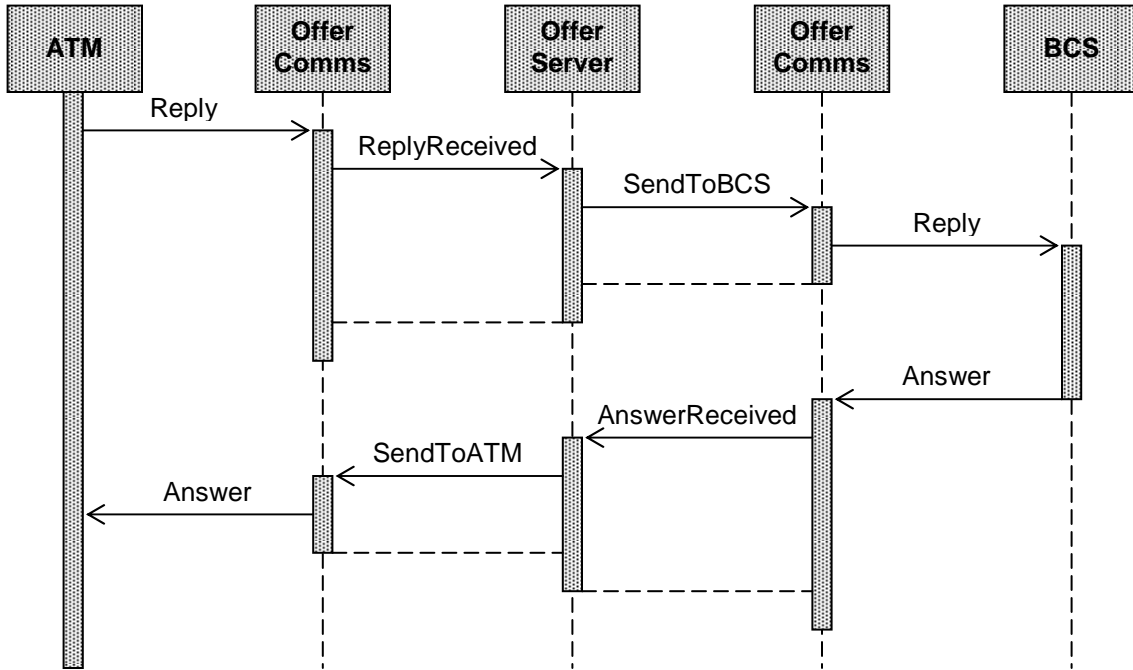 ATM
Offer
Comms
Offer
Server
Offer
Comms
BCS
Reply
ReplyReceived
SendToBCS
Reply
Answer
AnswerReceived
SendToATM
Answer